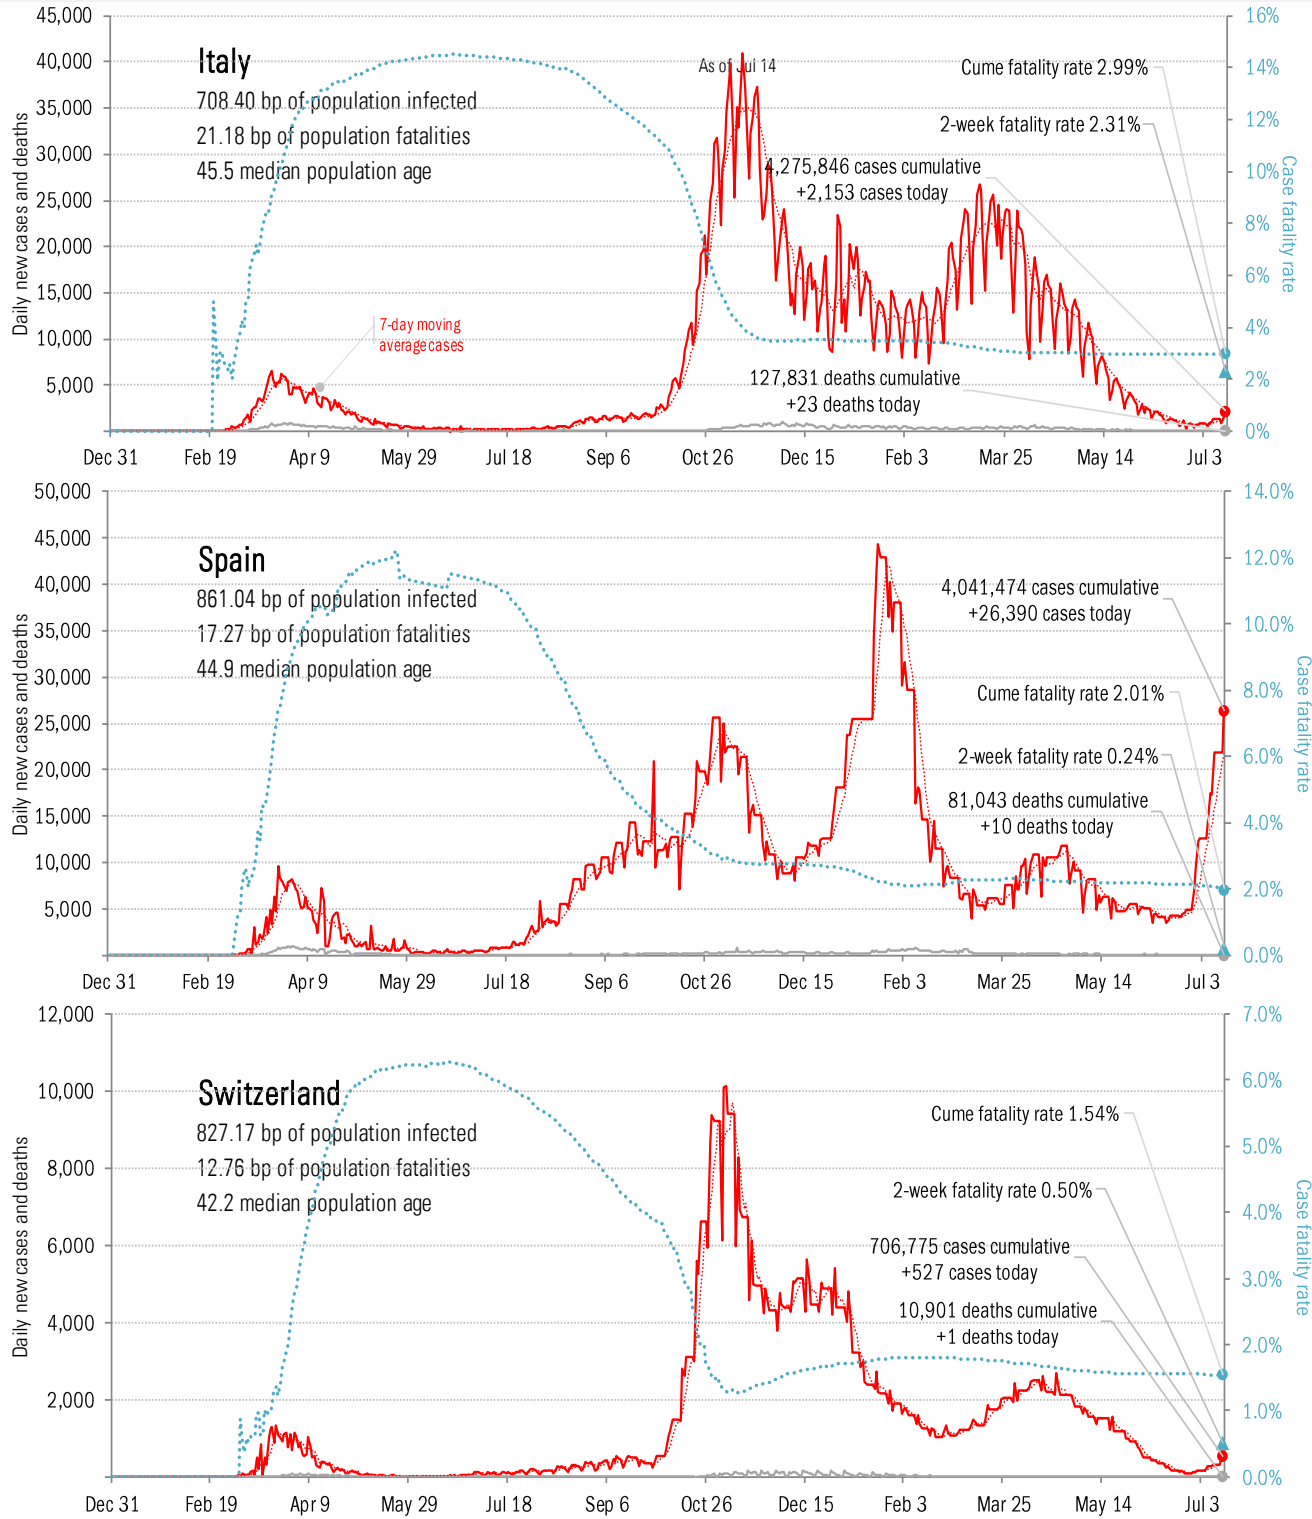 45,000
40,000
35,000
30,000
25,000
20,000
15,000
10,000
5,000
Daily new cases and deaths
Italy
708.40 bp of population infected
21.18 bp of population fatalities
45.5 median population age
As of Jul 14
7-day moving
average cases
Cume fatality rate 2.99%
2-week fatality rate 2.31%
4,275,846 cases cumulative
+2,153 cases today
127,831 deaths cumulative
+23 deaths today
16%
14%
12%
10%
8%
6%
4%
2%
0%
Case fatality rate
Dec 31 Feb 19 Apr 9 May 29 Jul 18 Sep 6 Oct 26 Dec 15 Feb 3 Mar 25 May 14 Jul 3
50,000
45,000
40,000
35,000
30,000
25,000
20,000
15,000
10,000
5,000
Daily new cases and deaths
Spain
861.04 bp of population infected
17.27 bp of population fatalities
44.9 median population age
4,041,474 cases cumulative
+26,390 cases today
Cume fatality rate 2.01%
2-week fatality rate 0.24%
81,043 deaths cumulative
+10 deaths today
14.0%
12.0%
10.0%
8.0%
6.0%
4.0%
2.0%
0.0%
Case fatality rate
Dec 31 Feb 19 Apr 9 May 29 Jul 18 Sep 6 Oct 26 Dec 15 Feb 3 Mar 25 May 14 Jul 3
12,000
10,000
8,000
6,000
4,000
2,000
Daily new cases and deaths
Switzerland
827.17 bp of population infected
12.76 bp of population fatalities
42.2 median population age
Cume fatality rate 1.54%
2-week fatality rate 0.50%
706,775 cases cumulative
+527 cases today
10,901 deaths cumulative
+1 deaths today
7.0%
6.0%
5.0%
4.0%
3.0%
2.0%
1.0%
0.0%
Case fatality rate
Dec 31 Feb 19 Apr 9 May 29 Jul 18 Sep 6 Oct 26 Dec 15 Feb 3 Mar 25 May 14 Jul 3